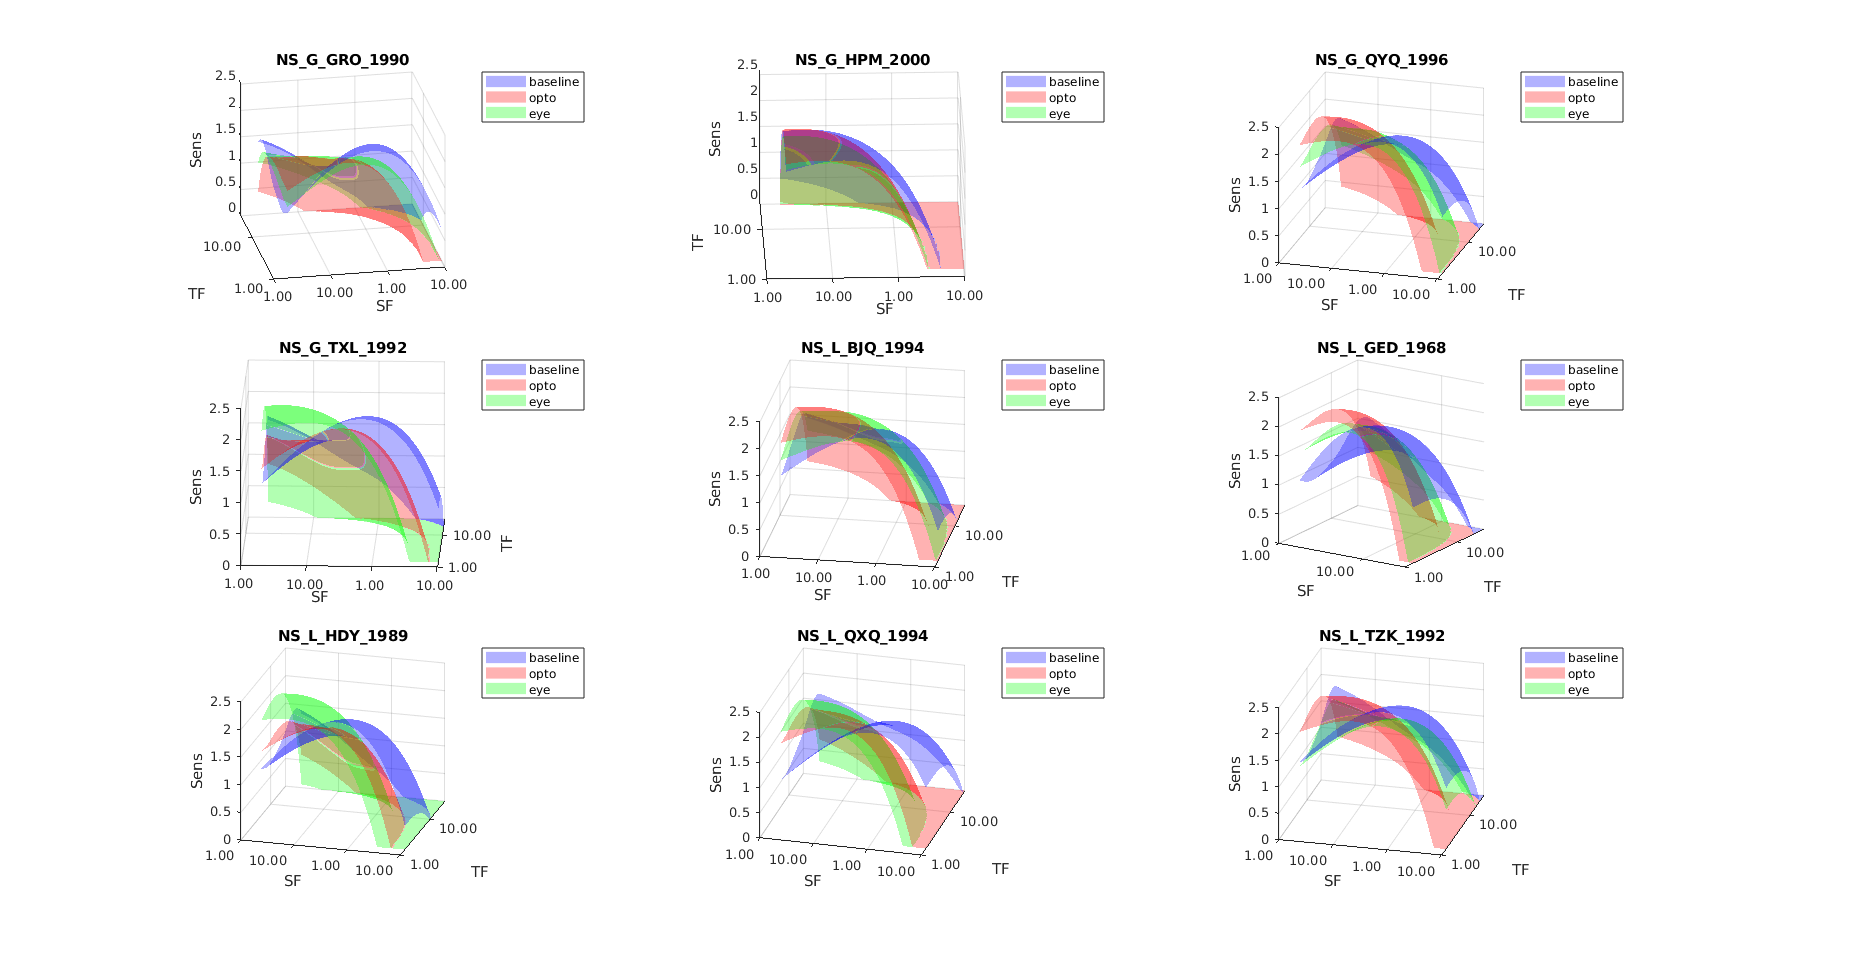 NS_G_GRO_1990
baseline
opto
eye
2.5
2
1.5
1
0.5
0
Sens
10.00
1.00
TF
1.00
10.00
1.00
10.00
SF
NS_G_HPM_2000
baseline
opto
eye
2.5
2
1.5
1
0.5
0
Sens
10.00
1.00
TF
1.00
10.00
1.00
10.00
SF
NS_G_QYQ_1996
baseline
opto
eye
2.5
2
1.5
1
0.5
0
Sens
1.00
10.00
1.00
10.00
SF
10.00
1.00
TF
NS_G_TXL_1992
baseline
opto
eye
2.5
2
1.5
1
0.5
0
Sens
1.00
10.00
1.00
10.00
SF
10.00
1.00
TF
NS_L_BJQ_1994
baseline
opto
eye
2.5
2
1.5
1
0.5
0
Sens
1.00
10.00
1.00
10.00
SF
10.00
1.00
TF
NS_L_GED_1968
baseline
opto
eye
2.5
2
1.5
1
0.5
0
Sens
1.00
10.00
SF
10.00
1.00
TF
NS_L_HDY_1989
baseline
opto
eye
2.5
2
1.5
1
0.5
0
Sens
1.00
10.00
1.00
10.00
SF
10.00
1.00
TF
NS_L_QXQ_1994
baseline
opto
eye
2.5
2
1.5
1
0.5
0
Sens
1.00
10.00
1.00
10.00
SF
10.00
1.00
TF
NS_L_TZK_1992
baseline
opto
eye
2.5
2
1.5
1
0.5
0
Sens
1.00
10.00
1.00
10.00
SF
10.00
1.00
TF